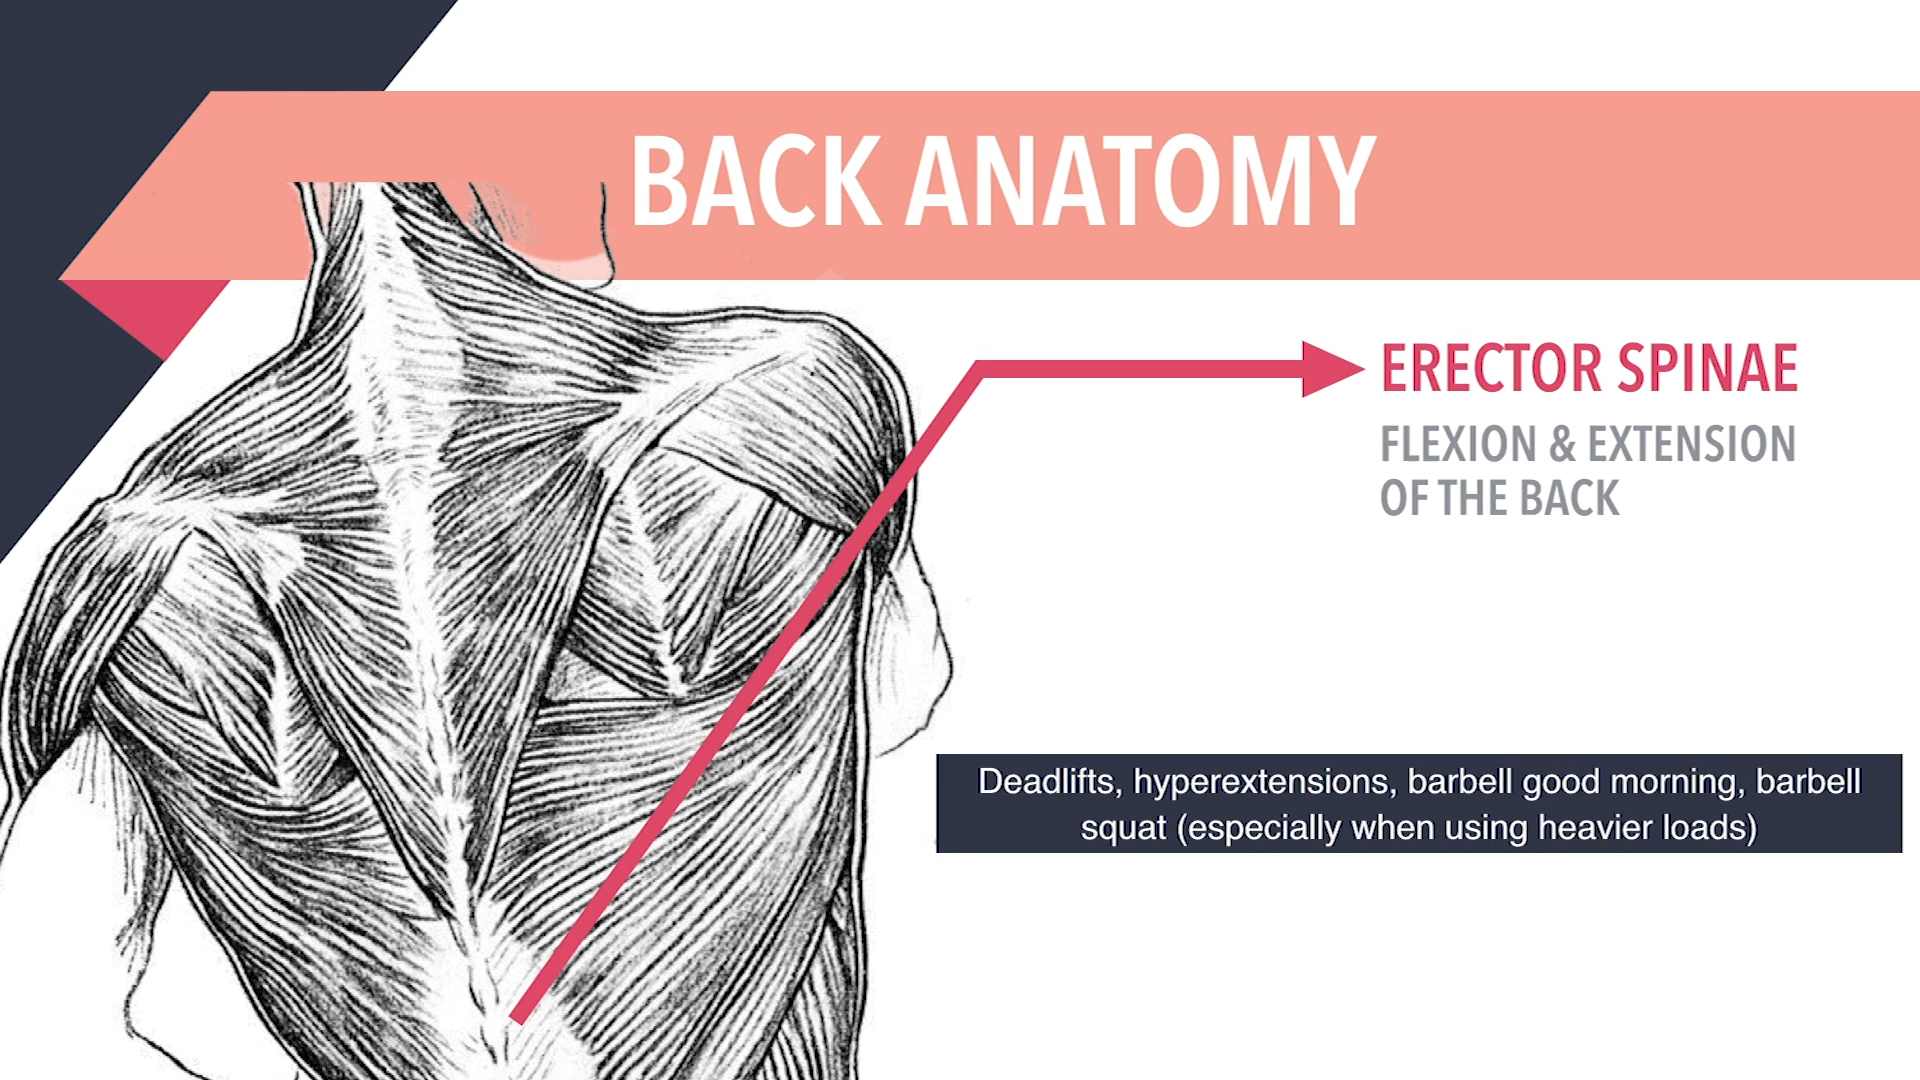 BACK ANATOMY
ERECTOR SPINAE
FLEXION & EXTENSION
OF THE BACK
Deadlifts, hyperextensions, barbell good morning, barbell
squat (especially when using heavier loads)